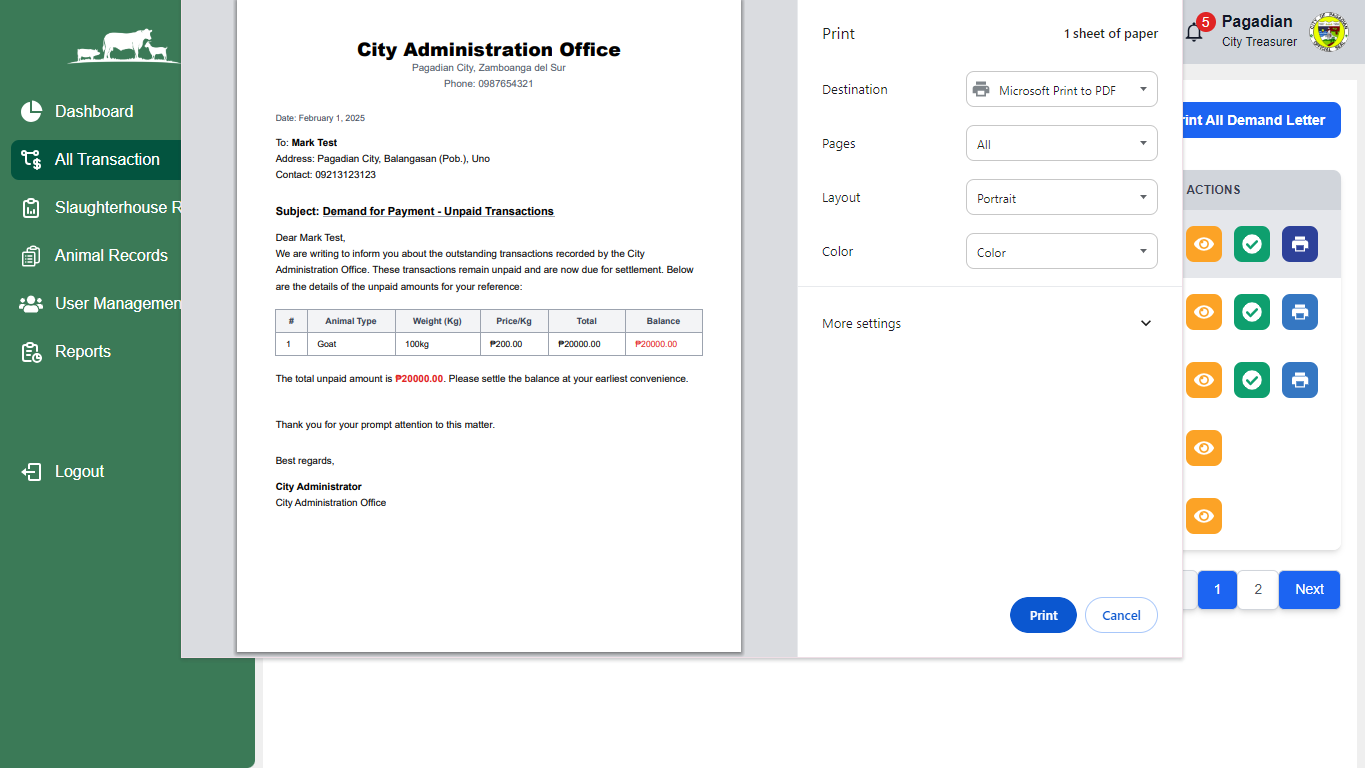 Dashboard
All Transaction
Slaughterhouse R
Animal Records
User Managemen
Reports
Logout
City Administration Office
Pagadian City, Zamboanga del Sur
Phone: 0987654321
Date: February 1, 2025
To: Mark Test
Address: Pagadian City, Balangasan (Pob.), Uno
Contact: 09213123123
Subject: Demand for Payment - Unpaid Transactions
Dear Mark Test,
We are writing to inform you about the outstanding transactions recorded by the City
Administration Office. These transactions remain unpaid and are now due for settlement. Below
are the details of the unpaid amounts for your reference:
# Animal Type Weight (Kg) Price/Kg Total Balance
1 Goat 100kg ₱200.00 ₱20000.00 ₱20000.00
The total unpaid amount is ₱20000.00. Please settle the balance at your earliest convenience.
Thank you for your prompt attention to this matter.
Best regards,
City Administrator
City Administration Office
Print 1 sheet of paper
Destination Microsoft Print to PDF
Pages All
Layout Portrait
Color Color
More settings
Print Cancel
5 Pagadian
City Treasurer
rint All Demand Letter
ACTIONS
1 2 Next